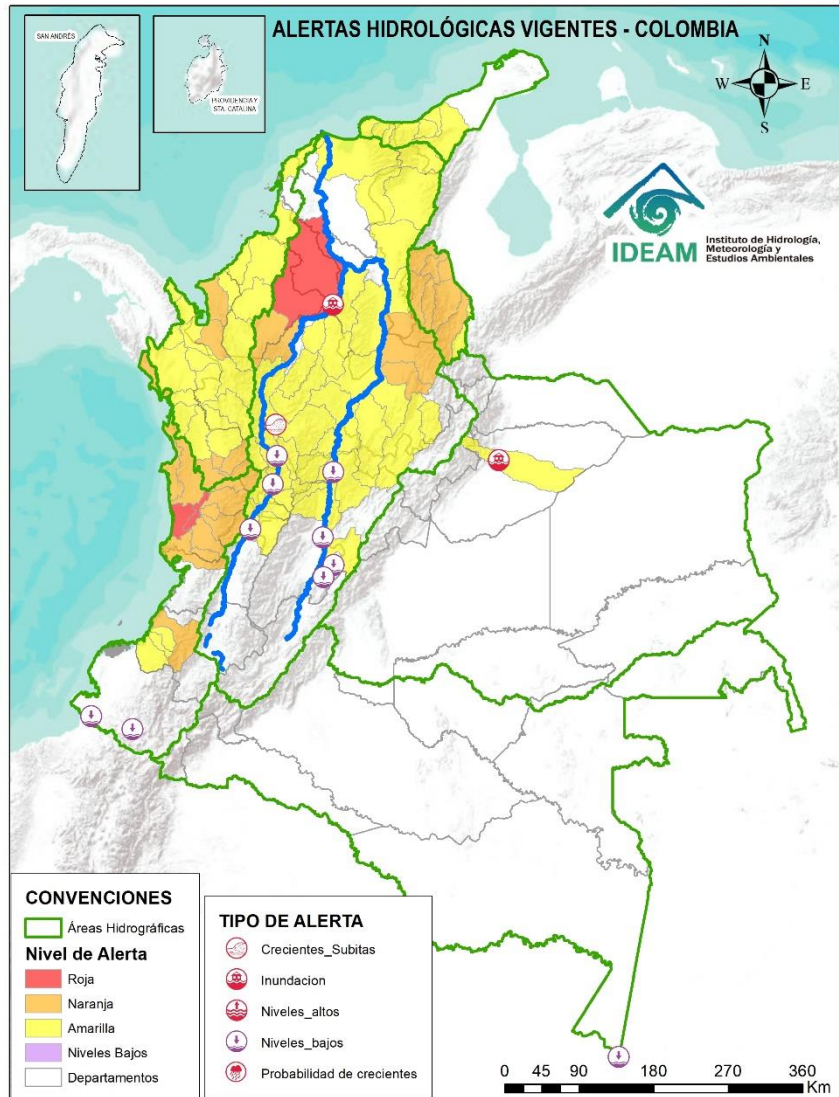 ALERTAS HIDROLÓGICAS VIGENTES - COLOMBIA
SAN ANDRÉS
PROVIDENCIA Y
STA. CATALINA
N
W
E
S
IDEAM
Instituto de Hidrología,
Meteorología y
Estudios Ambientales
CONVENCIONES
Áreas Hidrográficas
Nivel de Alerta
Roja
Naranja
Amarilla
Niveles Bajos
Departamentos
TIPO DE ALERTA
Crecientes_Subitas
Inundacion
Niveles_altos
Niveles_bajos
Probabilidad de crecientes
0 45 90 180 270 360
Km